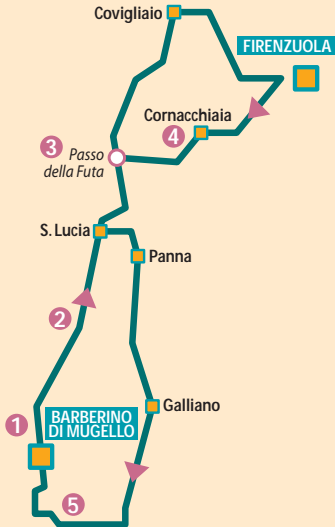 Covigliaio
FIRENZUOLA
Cornacchiaia
4
3 Passo
della Futa
S. Lucia
Panna
2
Galliano
1
BARBERINO
DI MUGELLO
5